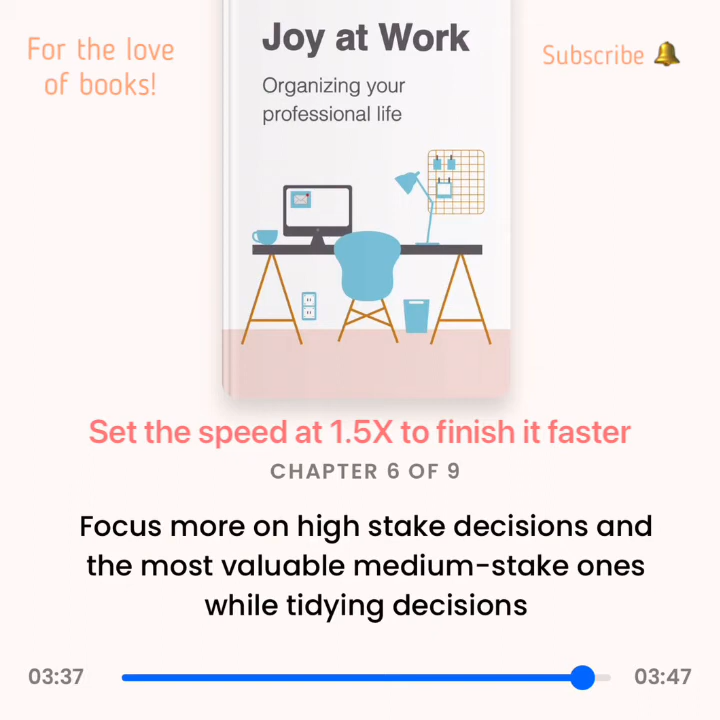 For the love
of books!
Subscribe 🔔
Joy at Work
Organizing your
professional life
Set the speed at 1.5X to finish it faster
CHAPTER 6 OF 9
Focus more on high stake decisions and
the most valuable medium-stake ones
while tidying decisions
03:37
03:47